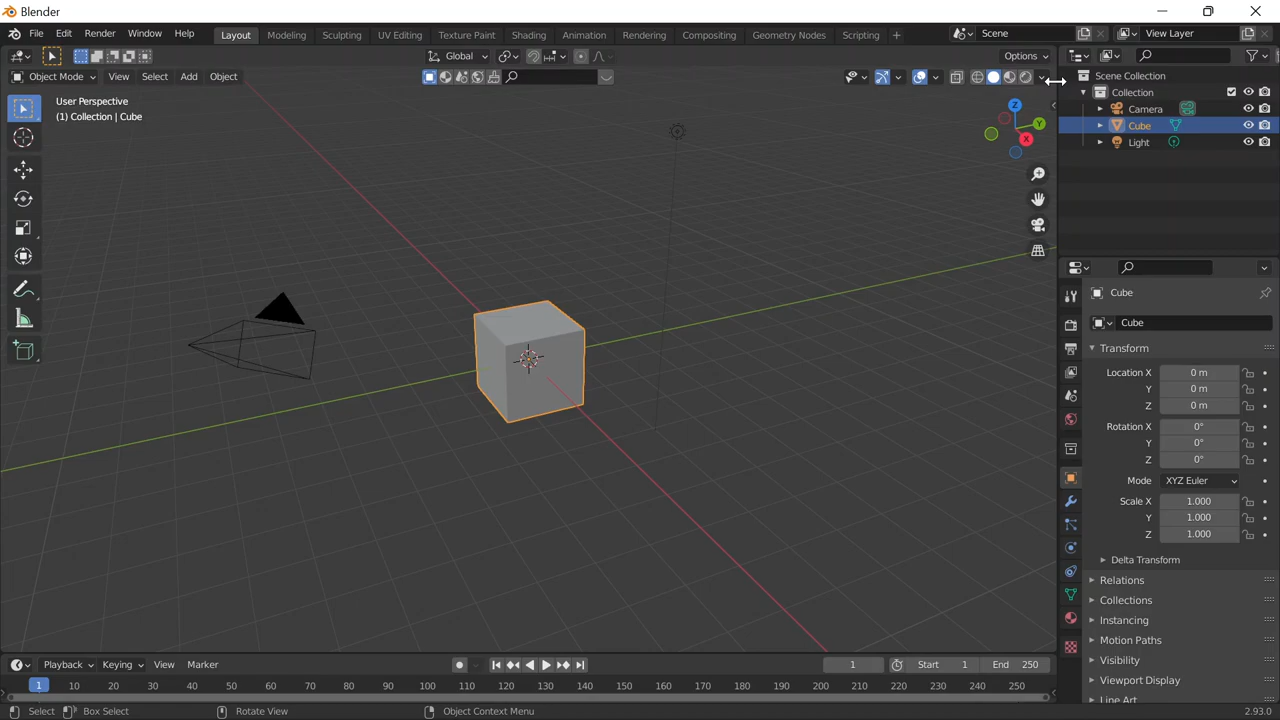 Blender
File Edit Render Window Help Layout Modeling Sculpting UV Editing Texture Paint Shading Animation Rendering Compositing Geometry Nodes Scripting + Scene View Layer
Global Options
Object Mode View Select Add Object
User Perspective
(1) Collection | Cube
Z
Y
X
Scene Collection
Collection
Camera
Cube
Light
Cube
Cube
Transform
Location X 0 m
Y 0 m
Z 0 m
Rotation X 0°
Y 0°
Z 0°
Mode XYZ Euler
Scale X 1.000
Y 1.000
Z 1.000
Delta Transform
Relations
Collections
Instancing
Motion Paths
Visibility
Viewport Display
Line Art
Playback Keying View Marker 1 Start 1 End 250
1 10 20 30 40 50 60 70 80 90 100 110 120 130 140 150 160 170 180 190 200 210 220 230 240 250
Select Box Select Rotate View Object Context Menu 2.93.0